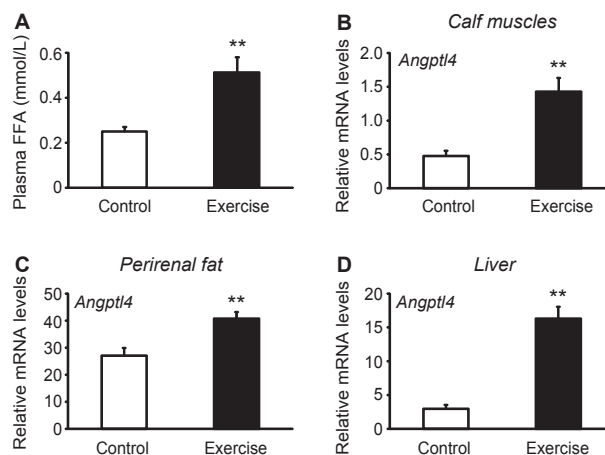 A
Plasma FFA (mmol/L)
0.6
0.4
0.2
0
**
Control Exercise
B Calf muscles
Relative mRNA levels
Angptl4
2.0
1.5
1.0
0.5
0
**
Control Exercise
C Perirenal fat
Relative mRNA levels
Angptl4
50
40
30
20
10
0
**
Control Exercise
D Liver
Relative mRNA levels
Angptl4
20
15
10
5
0
**
Control Exercise